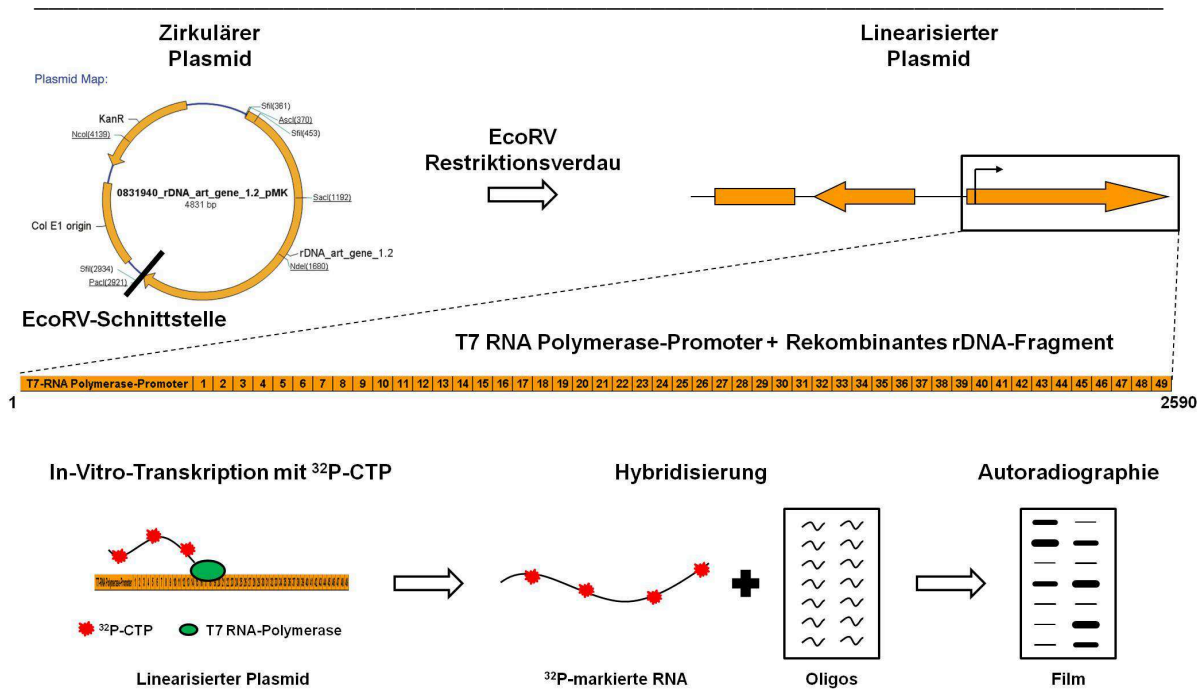 Zirkulärer
Plasmid
Linearisierter
Plasmid
Plasmid Map:
SfiI(361)
AscI(370)
SfiI(453)
KanR
NcoI(4139)
EcoRV
Restriktionsverdau
0831940_rDNA_art_gene_1.2_pMK
4831 bp
SacI(1192)
Col E1 origin
rDNA_art_gene_1.2
NdeI(1680)
SfiI(2934)
PacI(2921)
EcoRV-Schnittstelle
T7 RNA Polymerase-Promoter + Rekombinantes rDNA-Fragment
T7-RNA Polymerase-Promoter 1 2 3 4 5 6 7 8 9 10 11 12 13 14 15 16 17 18 19 20 21 22 23 24 25 26 27 28 29 30 31 32 33 34 35 36 37 38 39 40 41 42 43 44 45 46 47 48 49
1 2590
In-Vitro-Transkription mit ³²P-CTP
Hybridisierung
Autoradiographie
³²P-CTP
T7 RNA-Polymerase
Linearisierter Plasmid
³²P-markierte RNA
Oligos
Film